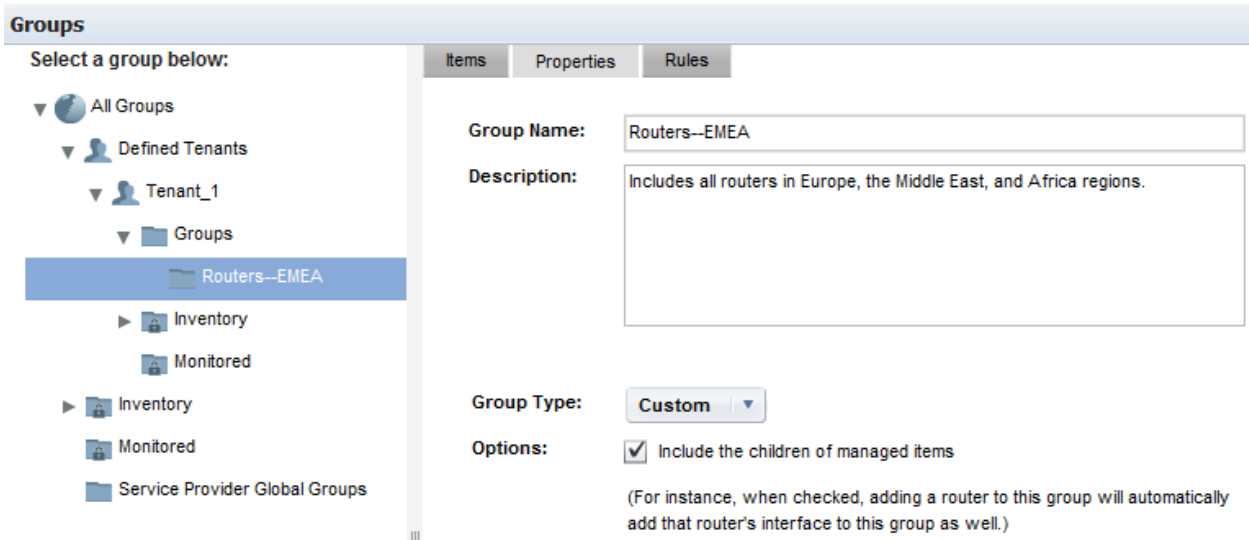 Groups
Select a group below:
All Groups
Defined Tenants
Tenant_1
Groups
Routers--EMEA
Inventory
Monitored
Inventory
Monitored
Service Provider Global Groups
Items Properties Rules
Group Name: Routers--EMEA
Description: Includes all routers in Europe, the Middle East, and Africa regions.
Group Type: Custom
Options: Include the children of managed items
(For instance, when checked, adding a router to this group will automatically
add that router's interface to this group as well.)